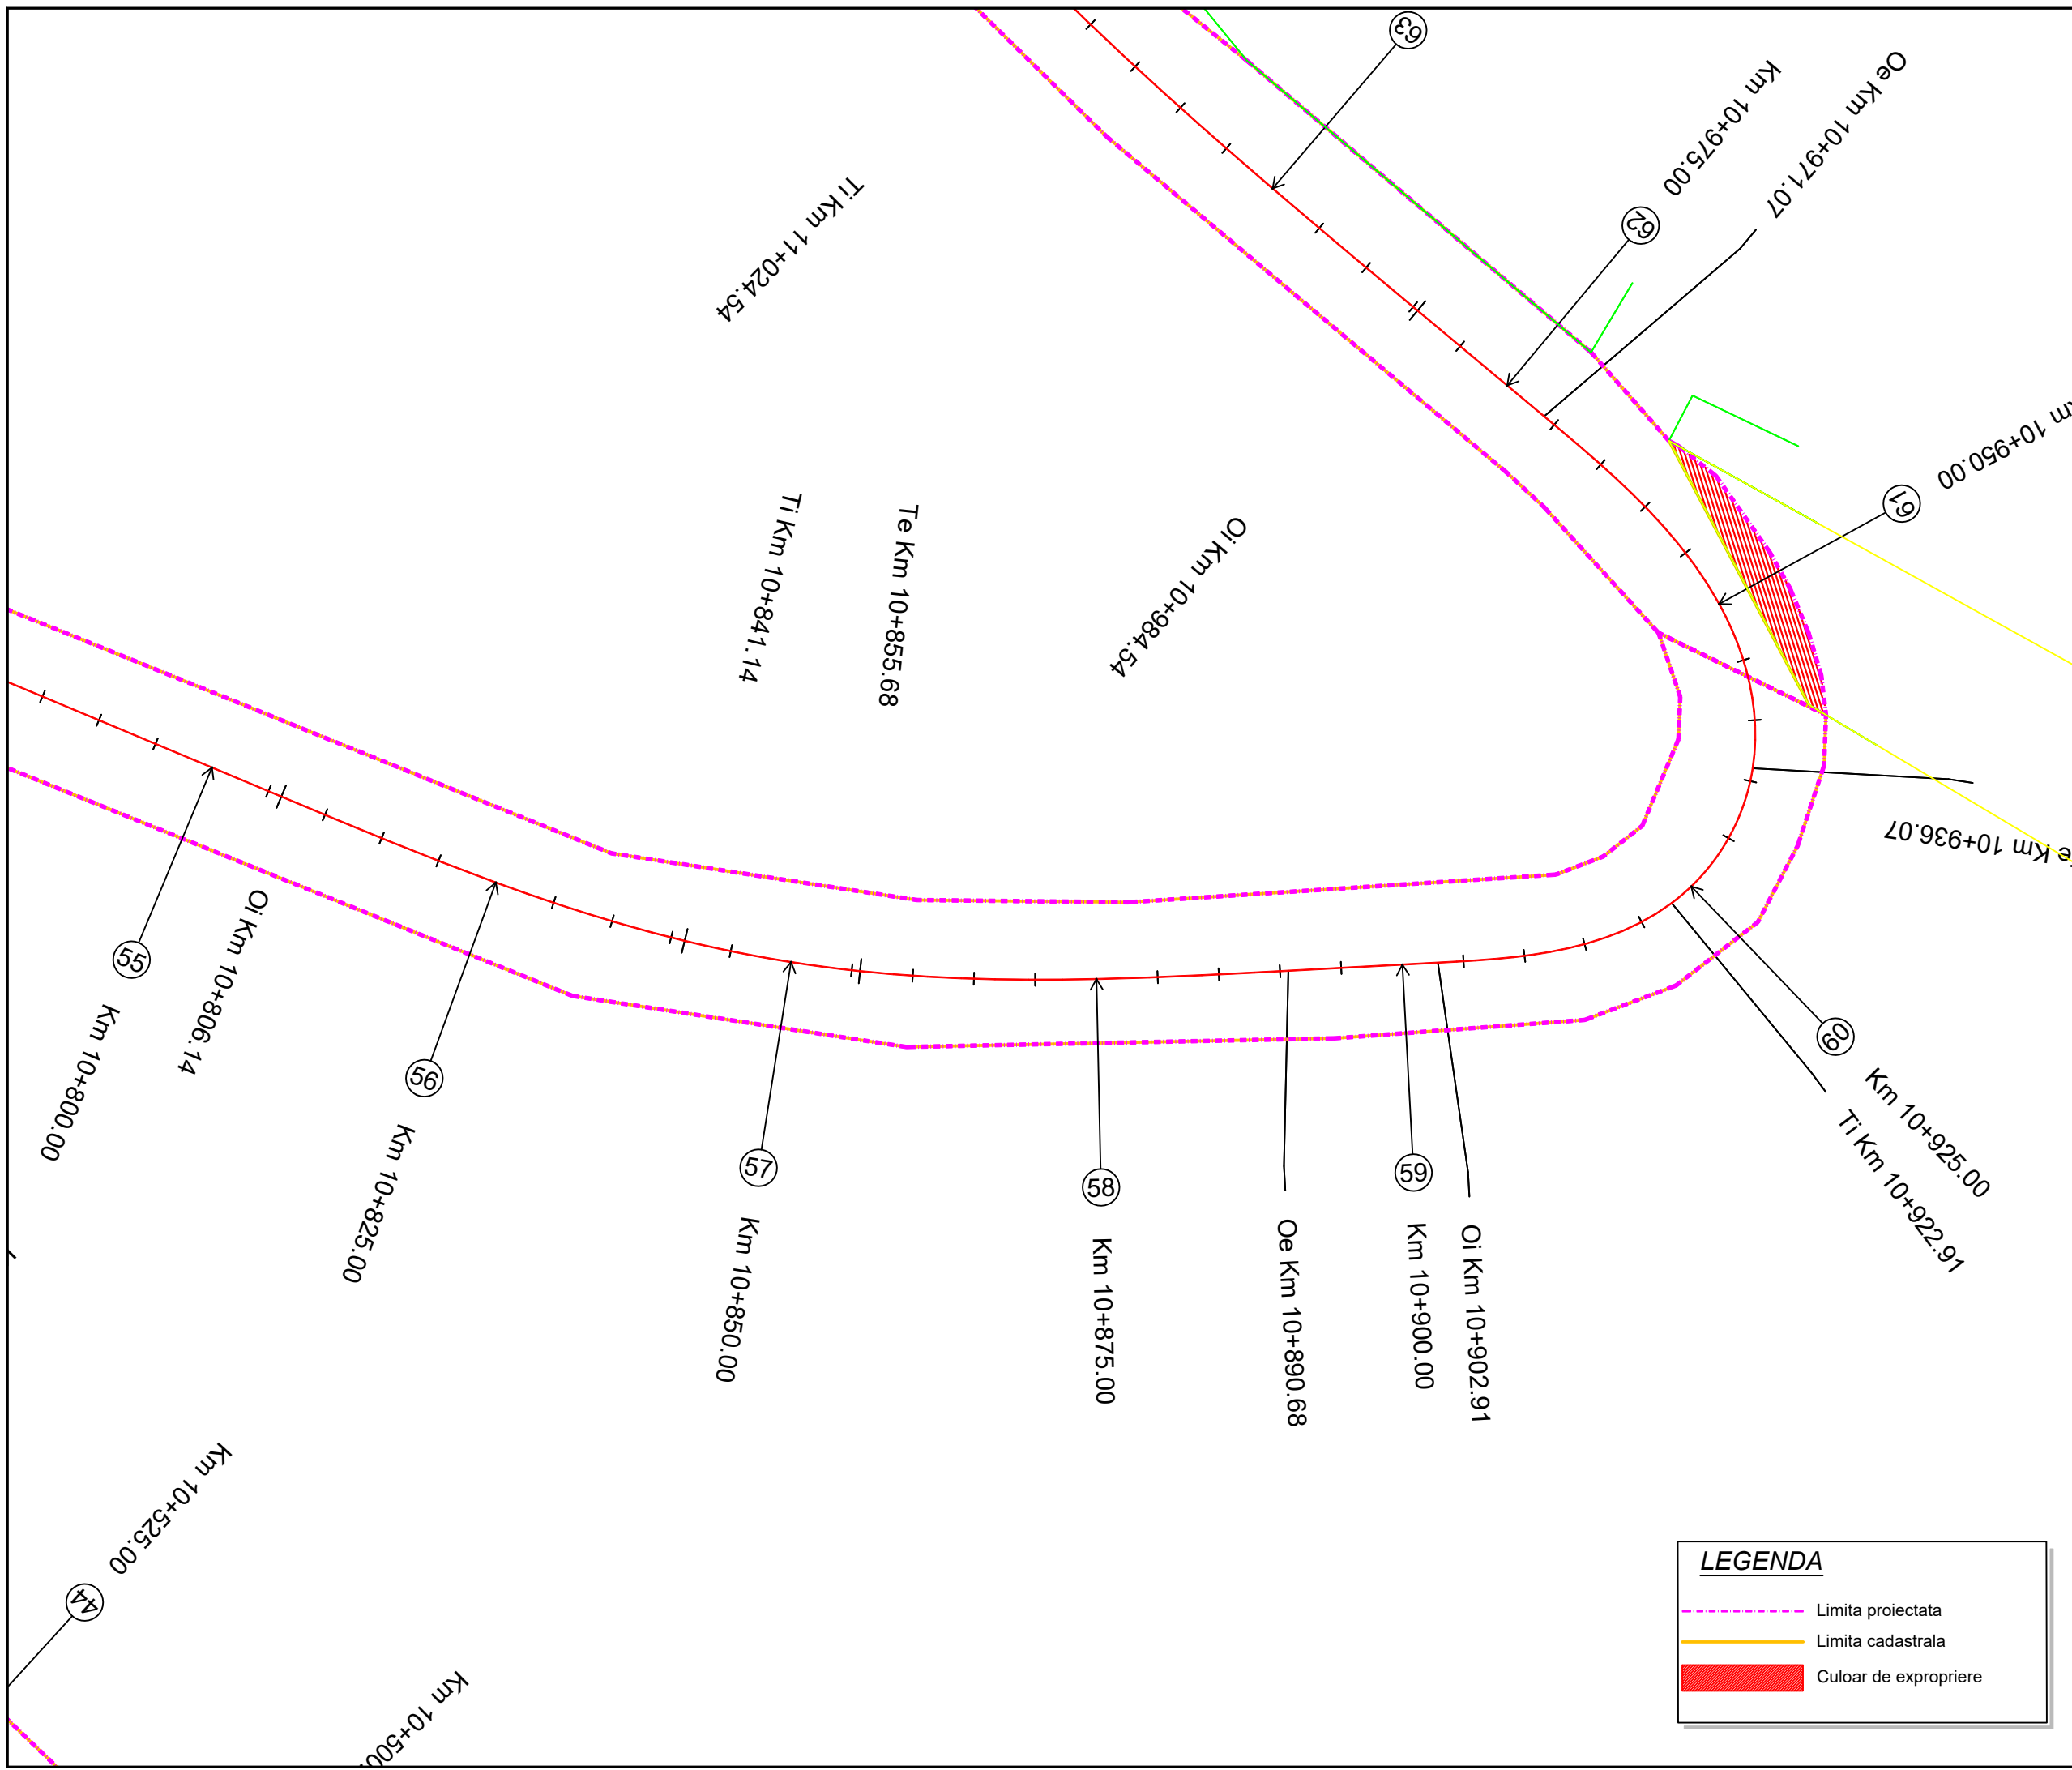 63
Km 10+975.00
Oe Km 10+971.07
62
Ti Km 11+024.54
Km 10+950.00
61
Ti Km 10+841.14
Te Km 10+855.68
Oi Km 10+984.54
Km 10+936.07
55
Km 10+800.00
Oi Km 10+806.14
56
Km 10+825.00
57
Km 10+850.00
58
Km 10+875.00
Oe Km 10+890.68
59
Km 10+900.00
Oi Km 10+902.91
60
Km 10+925.00
Ti Km 10+922.91
Km 10+525.00
44
Km 10+500
LEGENDA
Limita proiectata
Limita cadastrala
Culoar de expropriere